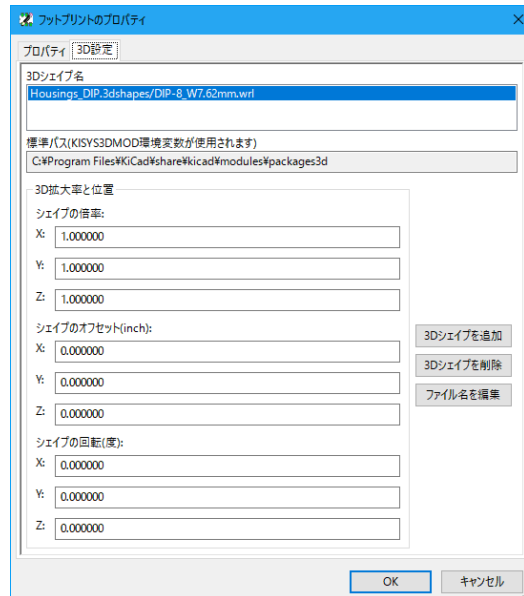 フットプリントのプロパティ
プロパティ 3D設定
3Dシェイプ名
Housings_DIP.3dshapes/DIP-8_W7.62mm.wrl
標準パス(KISYS3DMOD環境変数が使用されます)
C:¥Program Files¥KiCad¥share¥kicad¥modules¥packages3d
3D拡大率と位置
シェイプの倍率:
X: 1.000000
Y: 1.000000
Z: 1.000000
シェイプのオフセット(inch):
X: 0.000000
Y: 0.000000
Z: 0.000000
シェイプの回転(度):
X: 0.000000
Y: 0.000000
Z: 0.000000
3Dシェイプを追加
3Dシェイプを削除
ファイル名を編集
OK キャンセル